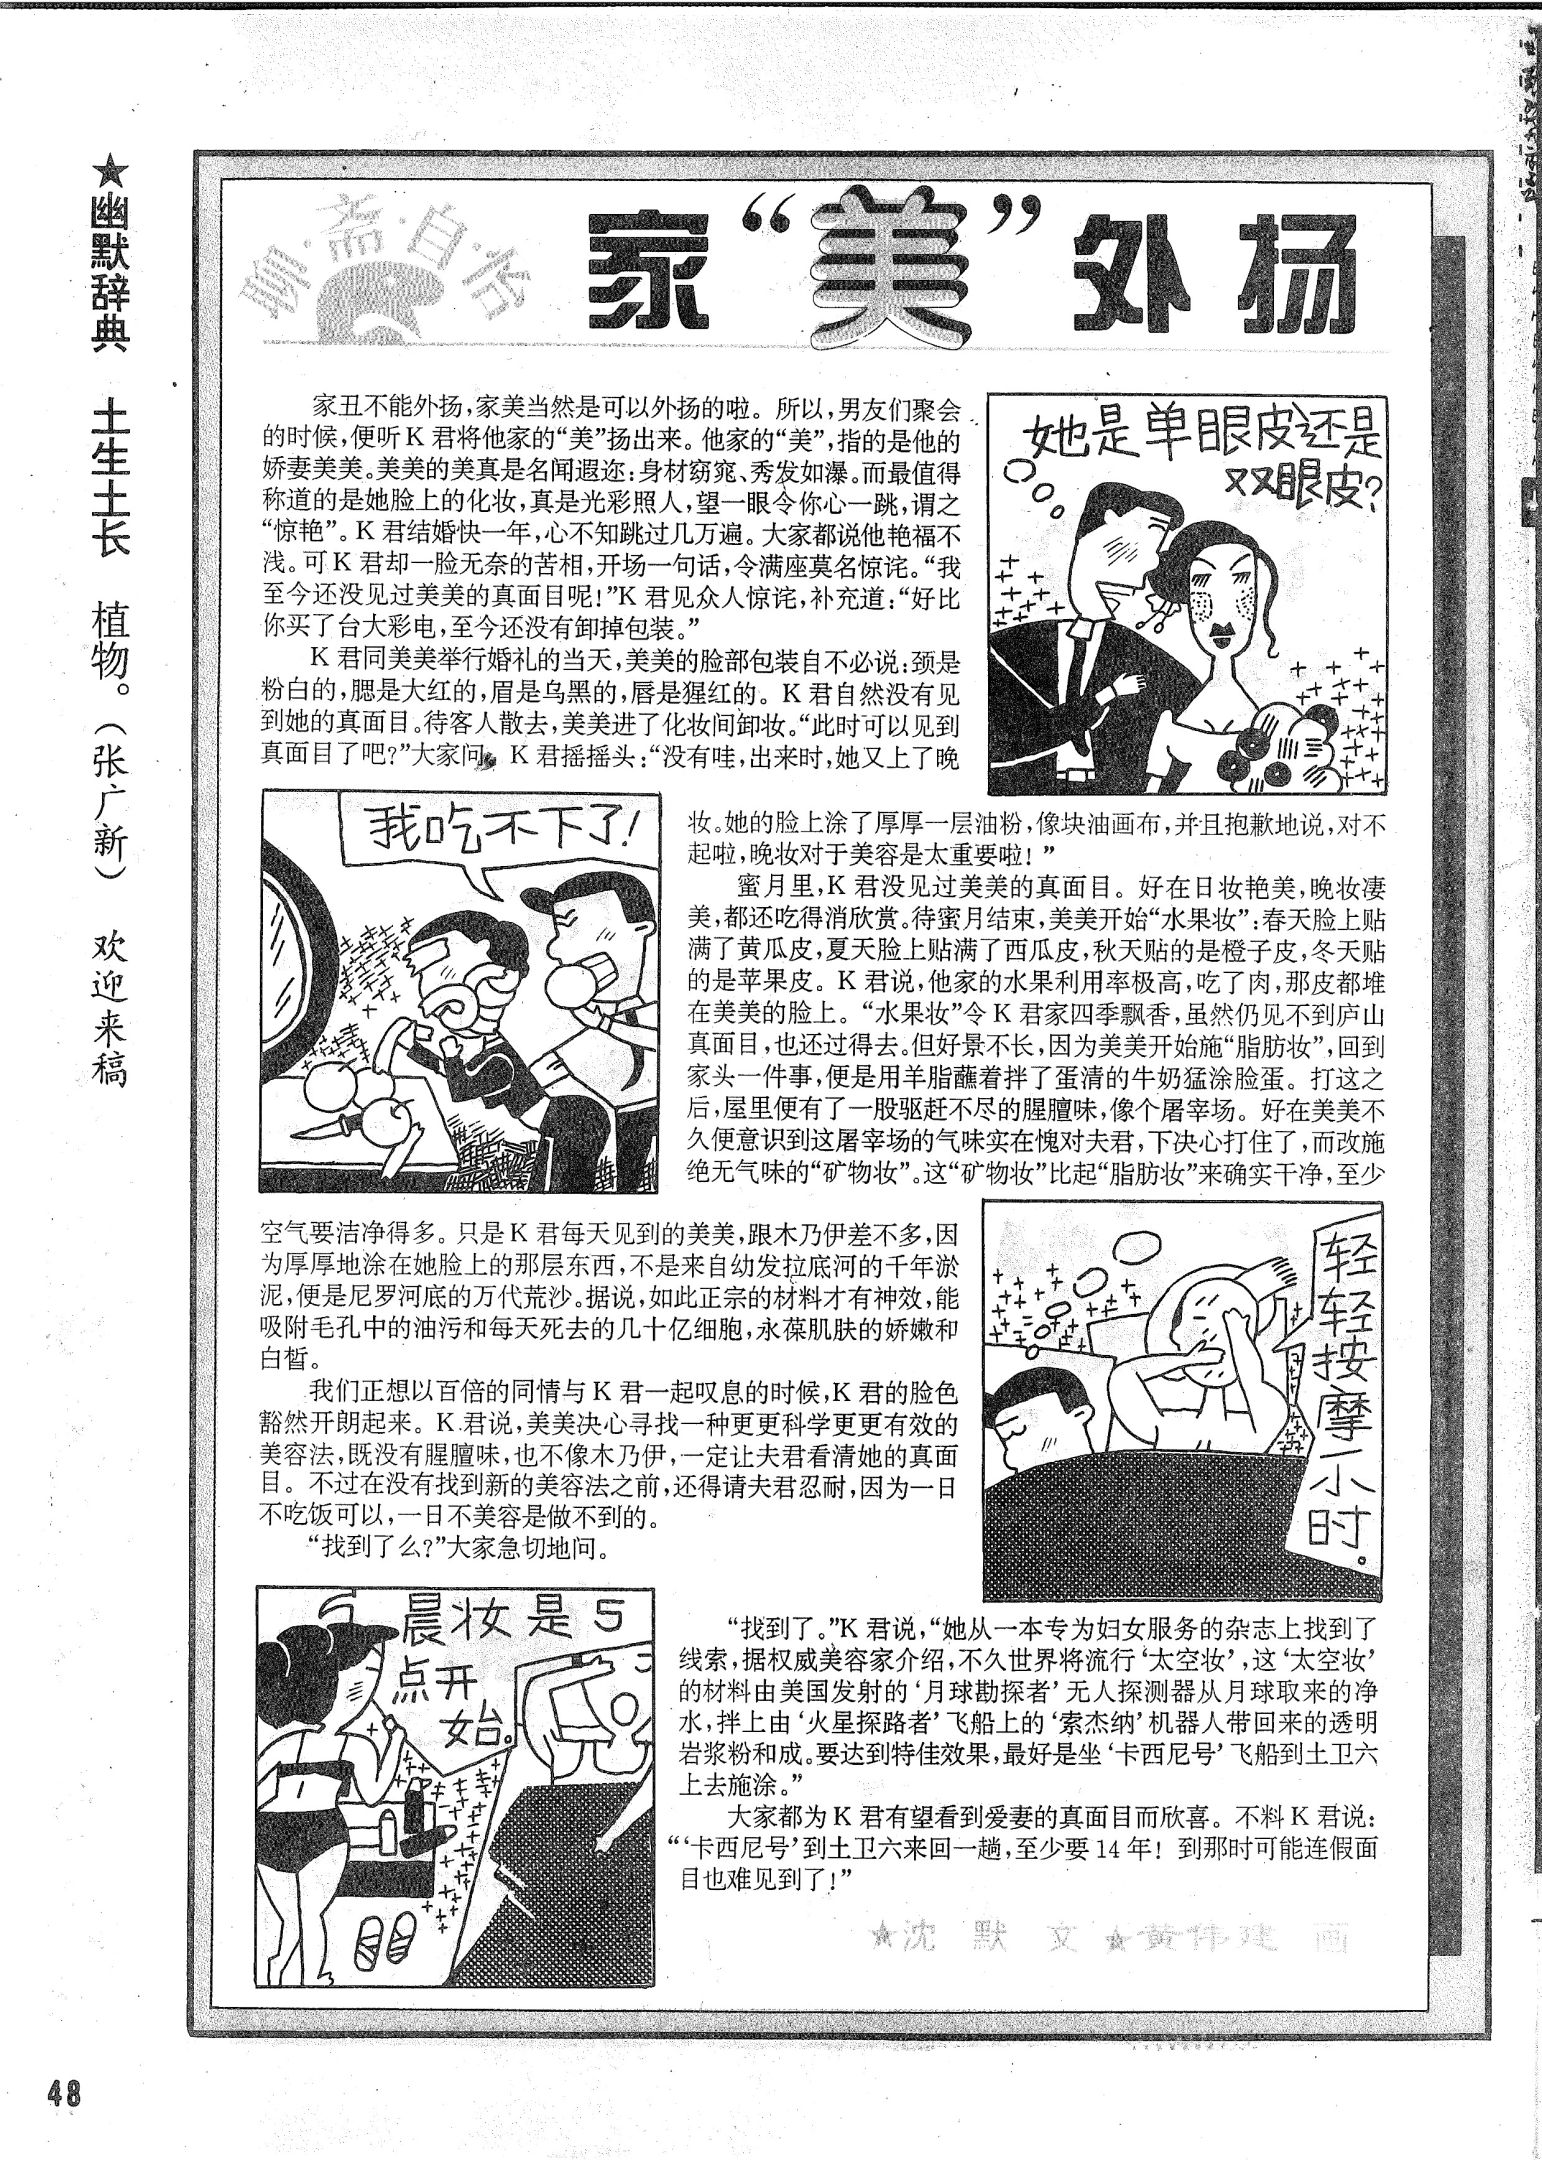 ★幽默辞典 土生土长 植物。（张广新） 欢迎来稿
聊·斋·自·话
家“美”外扬
家丑不能外扬，家美当然是可以外扬的啦。所以，男友们聚会
的时候，便听K君将他家的“美”扬出来。他家的“美”，指的是他的
娇妻美美。美美的美真是名闻遐迩：身材窈窕、秀发如瀑。而最值得
称道的是她脸上的化妆，真是光彩照人，望一眼令你心一跳，谓之
“惊艳”。K君结婚快一年，心不知跳过几万遍。大家都说他艳福不
浅。可K君却一脸无奈的苦相，开场一句话，令满座莫名惊诧。“我
至今还没见过美美的真面目呢！”K君见众人惊诧，补充道：“好比
你买了台大彩电，至今还没有卸掉包装。”
K君同美美举行婚礼的当天，美美的脸部包装自不必说：颈是
粉白的，腮是大红的，眉是乌黑的，唇是猩红的。K君自然没有见
到她的真面目。待客人散去，美美进了化妆间卸妆。“此时可以见到
真面目了吧？”大家问。K君摇摇头：“没有哇，出来时，她又上了晚
她是单眼皮还是
双眼皮？
我吃不下了！
妆。她的脸上涂了厚厚一层油粉，像块油画布，并且抱歉地说，对不
起啦，晚妆对于美容是太重要啦！”
蜜月里，K君没见过美美的真面目。好在日妆艳美，晚妆凄
美，都还吃得消欣赏。待蜜月结束，美美开始“水果妆”：春天脸上贴
满了黄瓜皮，夏天脸上贴满了西瓜皮，秋天贴的是橙子皮，冬天贴
的是苹果皮。K君说，他家的水果利用率极高，吃了肉，那皮都堆
在美美的脸上。“水果妆”令K君家四季飘香，虽然仍见不到庐山
真面目，也还过得去。但好景不长，因为美美开始施“脂肪妆”，回到
家头一件事，便是用羊脂蘸着拌了蛋清的牛奶猛涂脸蛋。打这之
后，屋里便有了一股驱赶不尽的腥膻味，像个屠宰场。好在美美不
久便意识到这屠宰场的气味实在愧对夫君，下决心打住了，而改施
绝无气味的“矿物妆”。这“矿物妆”比起“脂肪妆”来确实干净，至少
空气要洁净得多。只是K君每天见到的美美，跟木乃伊差不多，因
为厚厚地涂在她脸上的那层东西，不是来自幼发拉底河的千年淤
泥，便是尼罗河底的万代荒沙。据说，如此正宗的材料才有神效，能
吸附毛孔中的油污和每天死去的几十亿细胞，永葆肌肤的娇嫩和
白皙。
我们正想以百倍的同情与K君一起叹息的时候，K君的脸色
豁然开朗起来。K君说，美美决心寻找一种更更科学更更有效的
美容法，既没有腥膻味，也不像木乃伊，一定让夫君看清她的真面
目。不过在没有找到新的美容法之前，还得请夫君忍耐，因为一日
不吃饭可以，一日不美容是做不到的。
“找到了么？”大家急切地问。
轻轻按摩一小时。
晨妆是5
点开
始。
“找到了。”K君说，“她从一本专为妇女服务的杂志上找到了
线索，据权威美容家介绍，不久世界将流行‘太空妆’，这‘太空妆’
的材料由美国发射的‘月球勘探者’无人探测器从月球取来的净
水，拌上由‘火星探路者’飞船上的‘索杰纳’机器人带回来的透明
岩浆粉和成。要达到特佳效果，最好是坐‘卡西尼号’飞船到土卫六
上去施涂。”
大家都为K君有望看到爱妻的真面目而欣喜。不料K君说：
“‘卡西尼号’到土卫六来回一趟，至少要14年！到那时可能连假面
目也难见到了！”
★沈 默 文★黄伟建 画
48